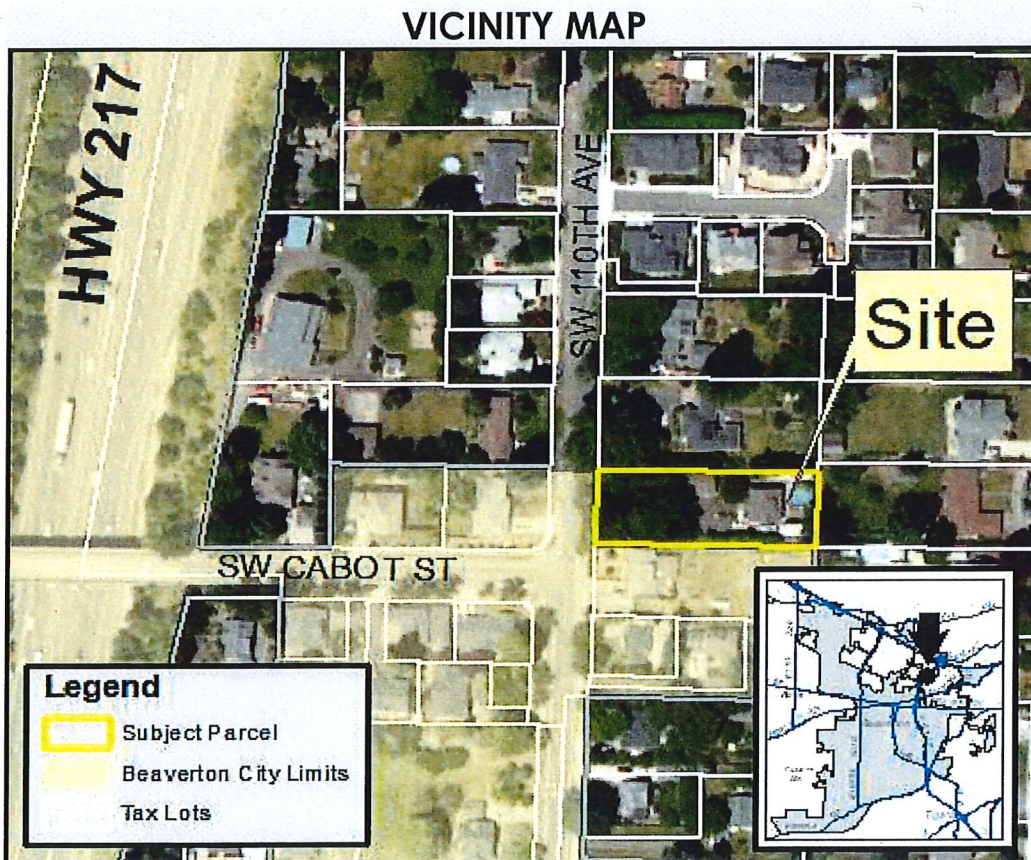 VICINITY MAP
HWY 217
SW 110TH AVE
Site
SW CABOT ST
Legend
Subject Parcel
Beaverton City Limits
Tax Lots